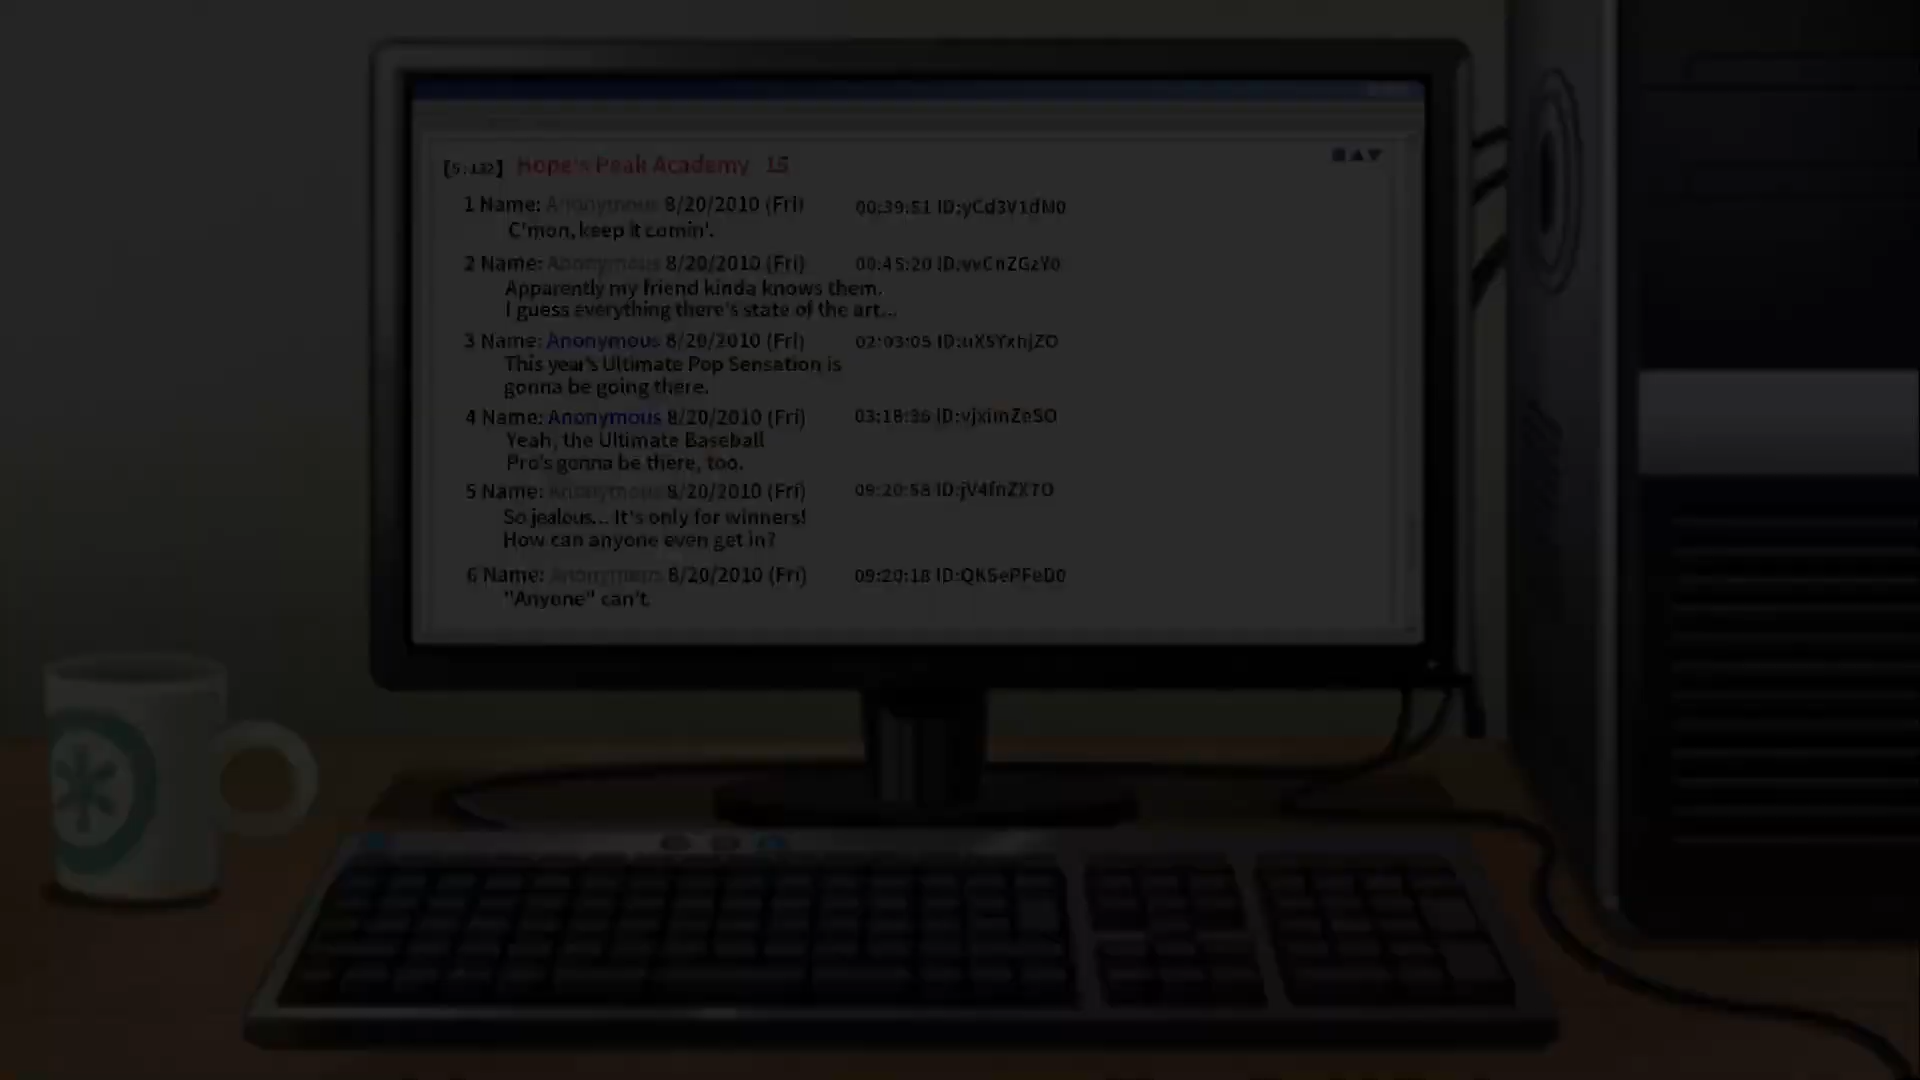 [5:132] Hope's Peak Academy 15
1 Name: Anonymous 8/20/2010 (Fri) 00:39:51 ID:yCd3V1dM0
C'mon, keep it comin'.
2 Name: Anonymous 8/20/2010 (Fri) 00:45:20 ID:vvCnZGzY0
Apparently my friend kinda knows them.
I guess everything there's state of the art...
3 Name: Anonymous 8/20/2010 (Fri) 02:03:05 ID:uX5YxhjZO
This year's Ultimate Pop Sensation is
gonna be going there.
4 Name: Anonymous 8/20/2010 (Fri) 03:18:36 ID:vjximZeSO
Yeah, the Ultimate Baseball
Pro's gonna be there, too.
5 Name: Anonymous 8/20/2010 (Fri) 09:20:58 ID:jV4fnZX7O
So jealous... It's only for winners!
How can anyone even get in?
6 Name: Anonymous 8/20/2010 (Fri) 09:20:18 ID:QK5ePFeD0
"Anyone" can't.